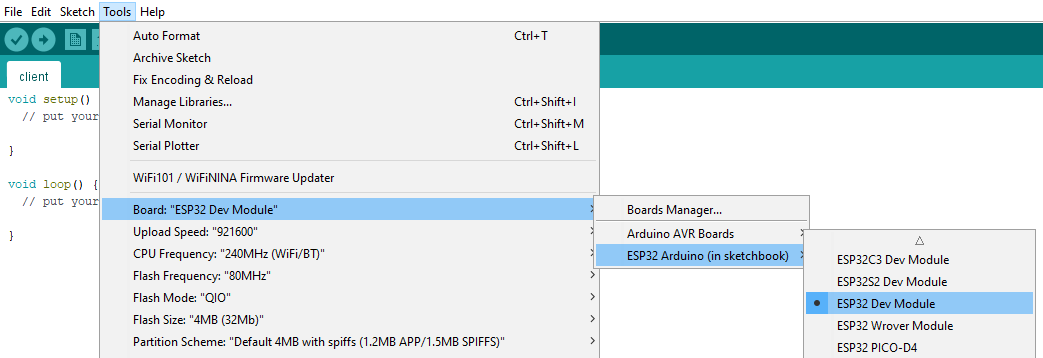 File Edit Sketch Tools Help
client
void setup()
// put your
}
void loop() {
// put your
}
Auto Format Ctrl+T
Archive Sketch
Fix Encoding & Reload
Manage Libraries... Ctrl+Shift+I
Serial Monitor Ctrl+Shift+M
Serial Plotter Ctrl+Shift+L
WiFi101 / WiFiNINA Firmware Updater
Board: "ESP32 Dev Module"
Upload Speed: "921600"
CPU Frequency: "240MHz (WiFi/BT)"
Flash Frequency: "80MHz"
Flash Mode: "QIO"
Flash Size: "4MB (32Mb)"
Partition Scheme: "Default 4MB with spiffs (1.2MB APP/1.5MB SPIFFS)"
Boards Manager...
Arduino AVR Boards
ESP32 Arduino (in sketchbook)
ESP32C3 Dev Module
ESP32S2 Dev Module
ESP32 Dev Module
ESP32 Wrover Module
ESP32 PICO-D4